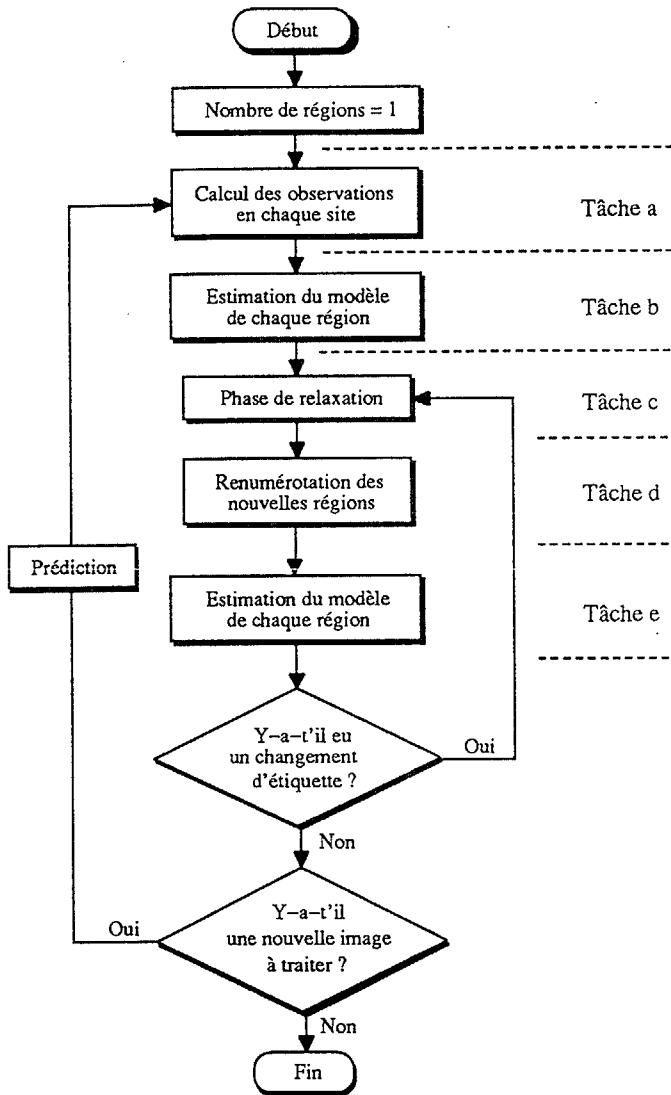 Début
Nombre de régions = 1
Calcul des observations
en chaque site
Tâche a
Estimation du modèle
de chaque région
Tâche b
Phase de relaxation
Tâche c
Renumérotation des
nouvelles régions
Tâche d
Prédiction
Estimation du modèle
de chaque région
Tâche e
Y-a-t'il eu
un changement
d'étiquette ?
Oui
Non
Y-a-t'il
une nouvelle image
à traiter ?
Oui
Non
Fin